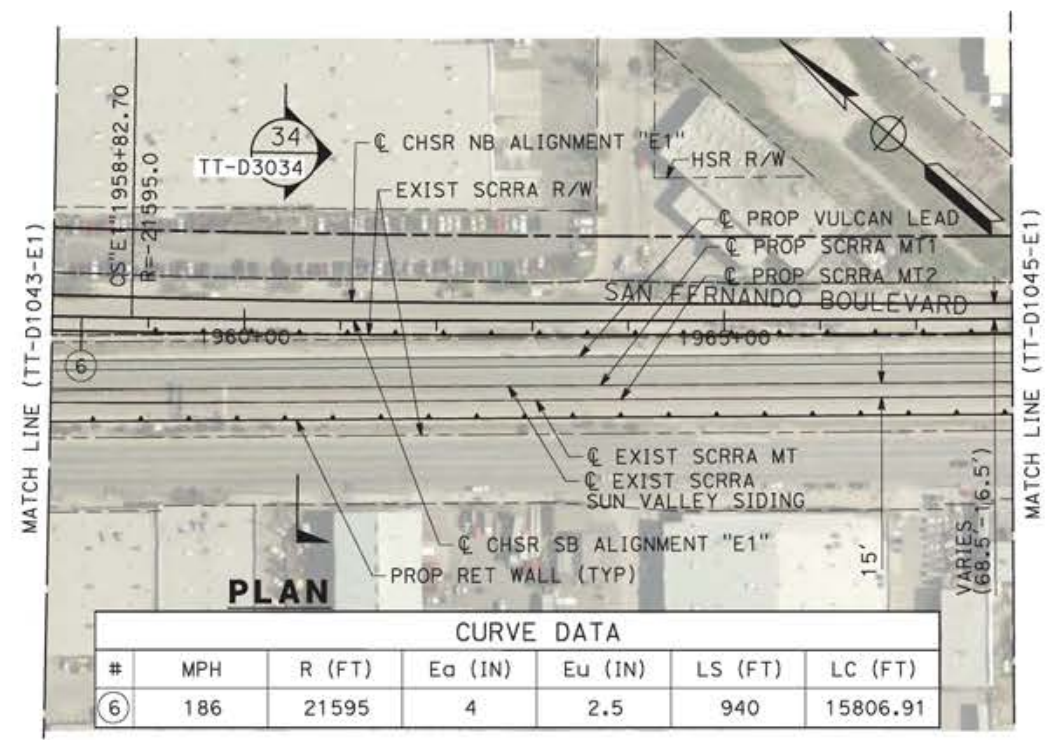 MATCH LINE (TT-D1043-E1)
CS"E1"1958+82.70
R=-21595.0
34
TT-D3034
℄ CHSR NB ALIGNMENT "E1"
EXIST SCRRA R/W
HSR R/W
℄ PROP VULCAN LEAD
℄ PROP SCRRA MT1
℄ PROP SCRRA MT2
SAN FERNANDO BOULEVARD
1960+00
1965+00
6
℄ EXIST SCRRA MT
℄ EXIST SCRRA
SUN VALLEY SIDING
℄ CHSR SB ALIGNMENT "E1"
PROP RET WALL (TYP)
15'
VARIES
(68.5'-16.5')
MATCH LINE (TT-D1045-E1)
PLAN
CURVE DATA
# MPH R (FT) Ea (IN) Eu (IN) LS (FT) LC (FT)
6 186 21595 4 2.5 940 15806.91